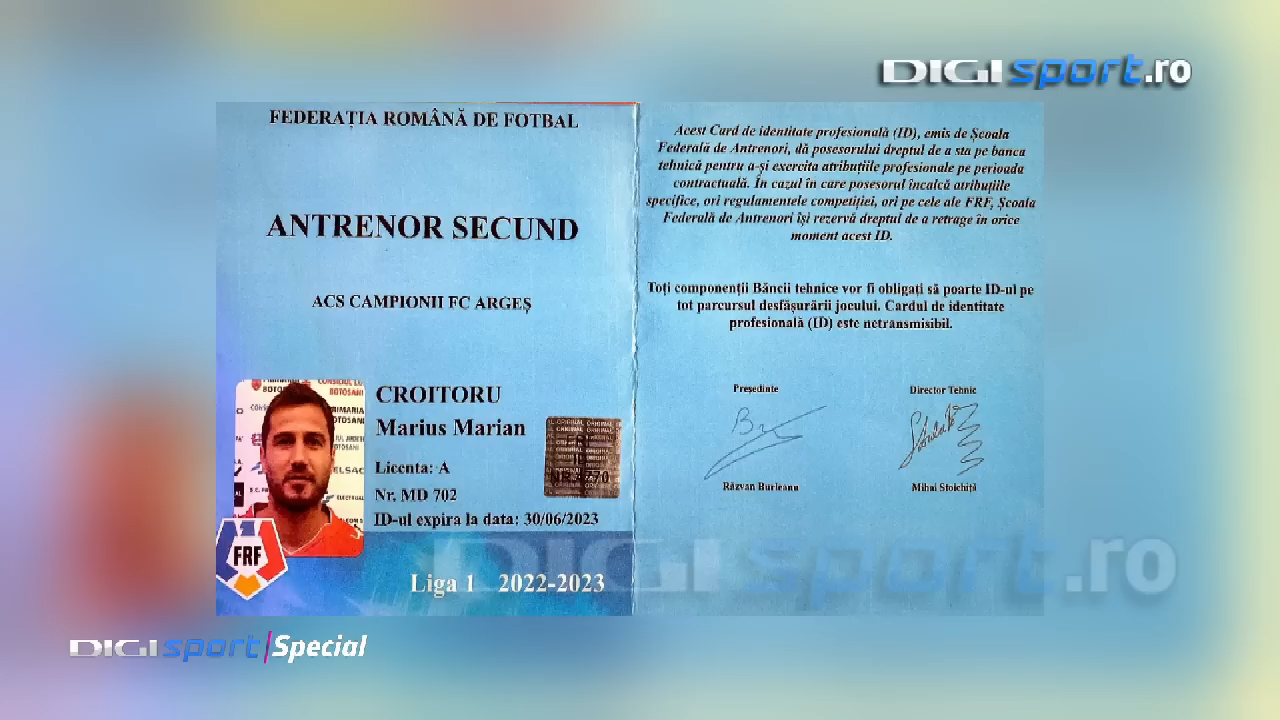 DIGI sport.ro
FEDERAȚIA ROMÂNĂ DE FOTBAL
ANTRENOR SECUND
ACS CAMPIONII FC ARGEȘ
CROITORU
Marius Marian
Licenta: A
Nr. MD 702
ID-ul expira la data: 30/06/2023
FRF
Liga 1 2022-2023
Acest Card de identitate profesională (ID), emis de Școala
Federală de Antrenori, dă posesorului dreptul de a sta pe banca
tehnică pentru a-și exercita atribuțiile profesionale pe perioada
contractuală. În cazul în care posesorul încalcă atribuțiile
specifice, ori regulamentele competiției, ori pe cele ale FRF, Școala
Federală de Antrenori își rezervă dreptul de a retrage în orice
moment acest ID.
Toți componenții Băncii tehnice vor fi obligați să poarte ID-ul pe
tot parcursul desfășurării jocului. Cardul de identitate
profesională (ID) este netransmisibil.
Președinte
Răzvan Burleanu
Director Tehnic
Mihai Stoichiță
DIGI sport.ro
DIGI sport Special